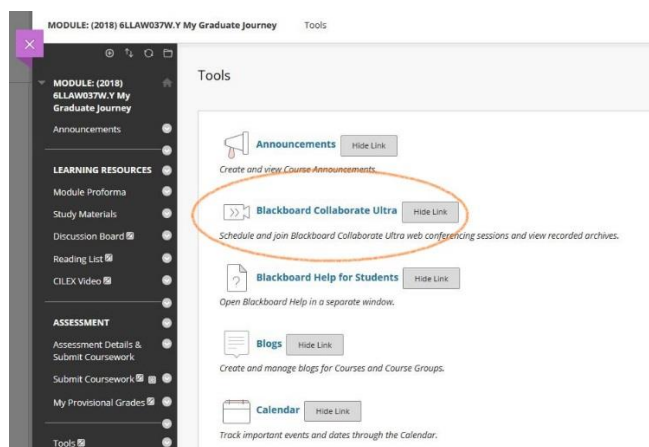 MODULE: (2018) 6LLAW037W.Y My Graduate Journey Tools
MODULE: (2018)
6LLAW037W.Y My
Graduate Journey
Announcements
LEARNING RESOURCES
Module Proforma
Study Materials
Discussion Board
Reading List
CILEX Video
ASSESSMENT
Assessment Details &
Submit Coursework
Submit Coursework
My Provisional Grades
Tools
Tools
Announcements Hide Link
Create and view Course Announcements.
Blackboard Collaborate Ultra Hide Link
Schedule and join Blackboard Collaborate Ultra web conferencing sessions and view recorded archives.
Blackboard Help for Students Hide Link
Open Blackboard Help in a separate window.
Blogs Hide Link
Create and manage blogs for Courses and Course Groups.
Calendar Hide Link
Track important events and dates through the Calendar.